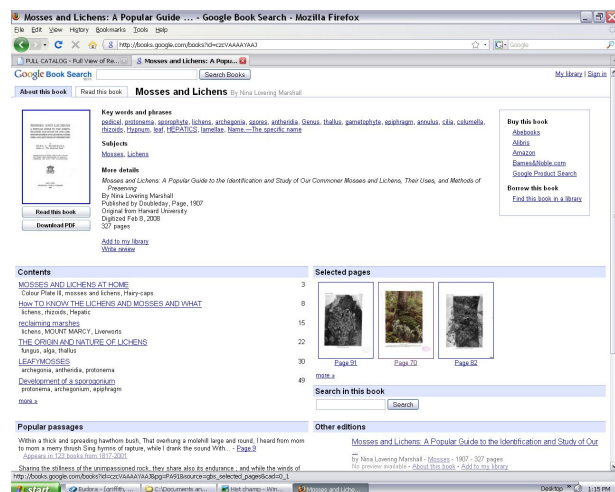 Mosses and Lichens: A Popular Guide ... - Google Book Search - Mozilla Firefox
File Edit View History Bookmarks Tools Help
http://books.google.com/books?id=czcVAAAAYAAJ
Google
FULL CATALOG - Full View of Re...
Mosses and Lichens: A Popu...
Google Book Search
Search Books
My library | Sign in
About this book
Read this book
Mosses and Lichens By Nina Lovering Marshall
Key words and phrases
pedicel, protonema, sporophyte, lichens, archegonia, spores, antheridia, Genus, thallus, gametophyte, epiphragm, annulus, cilia, columella,
rhizoids, Hypnum, leaf, HEPATICS, lamellae, Name.—The specific name
Subjects
Mosses, Lichens
More details
Mosses and Lichens: A Popular Guide to the Identification and Study of Our Commoner Mosses and Lichens, Their Uses, and Methods of
Preserving
By Nina Lovering Marshall
Published by Doubleday, Page, 1907
Original from Harvard University
Digitized Feb 8, 2008
327 pages
Add to my library
Write review
Read this book
Download PDF
Buy this book
Abebooks
Alibris
Amazon
Barnes&Noble.com
Google Product Search
Borrow this book
Find this book in a library
Contents
MOSSES AND LICHENS AT HOME 3
Colour Plate III, mosses and lichens, Hairy-caps
How TO KNOW THE LICHENS AND MOSSES AND WHAT 8
lichens, rhizoids, Hepatic
reclaiming marshes 15
lichens, MOUNT MARCY, Liverworts
THE ORIGIN AND NATURE OF LICHENS 22
fungus, alga, thallus
LEAFYMOSSES 30
archegonia, antheridia, protonema
Development of a sporogonium 49
protonema, archegonium, epiphragm
more »
Selected pages
Page 91
Page 70
Page 82
more »
Search in this book
Search
Popular passages
Within a thick and spreading hawthorn bush, That overhung a molehill large and round, I heard from morn
to morn a merry thrush Sing hymns of rapture, while I drank the sound With... - Page 9
Appears in 123 books from 1817-2001
Sharing the stillness of the unimpassioned rock, they share also its endurance ; and while the winds of
Other editions
Mosses and Lichens: A Popular Guide to the Identification and Study of Our
...
by Nina Lovering Marshall - Mosses - 1907 - 327 pages
No preview available - About this book - Add to my library
http://books.google.com/books?id=czcVAAAAYAAJ&pg=PA91&source=gbs_selected_pages&cad=0_1
start
Eudora - [griffith, ...
C:\Documents an...
Hist champ - Win...
Mosses and Liche...
Desktop
1:15 PM